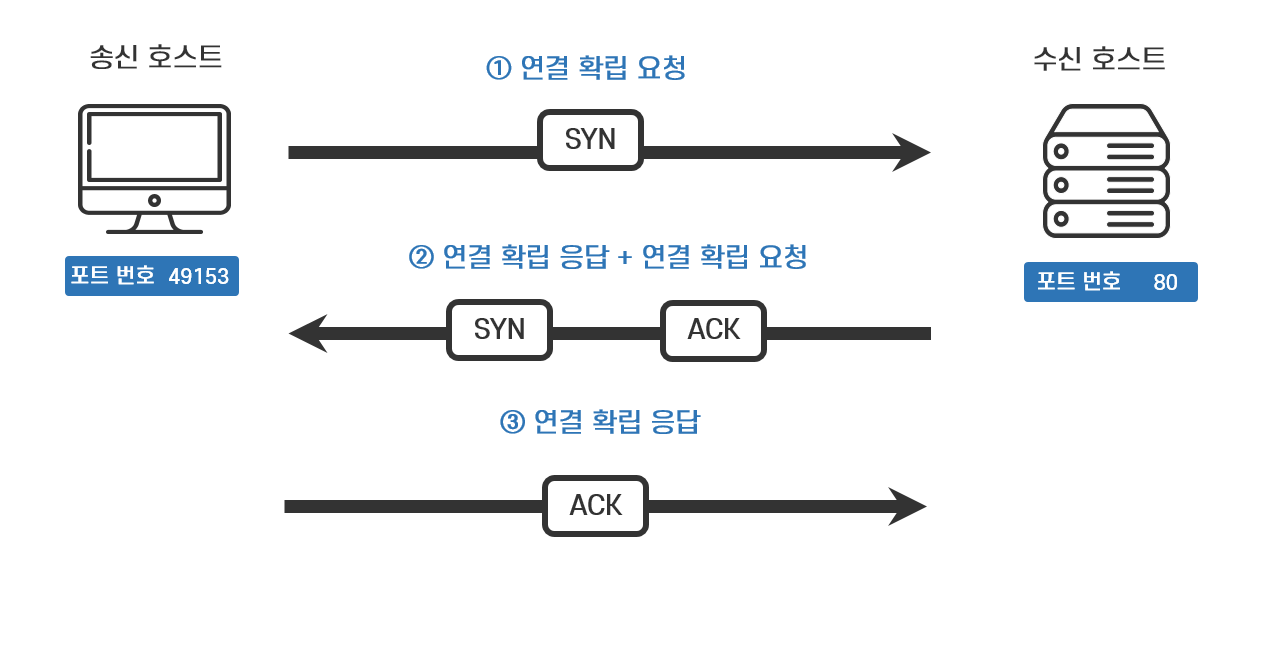 송신 호스트
수신 호스트
① 연결 확립 요청
SYN
포트 번호 49153
포트 번호 80
② 연결 확립 응답 + 연결 확립 요청
SYN
ACK
③ 연결 확립 응답
ACK